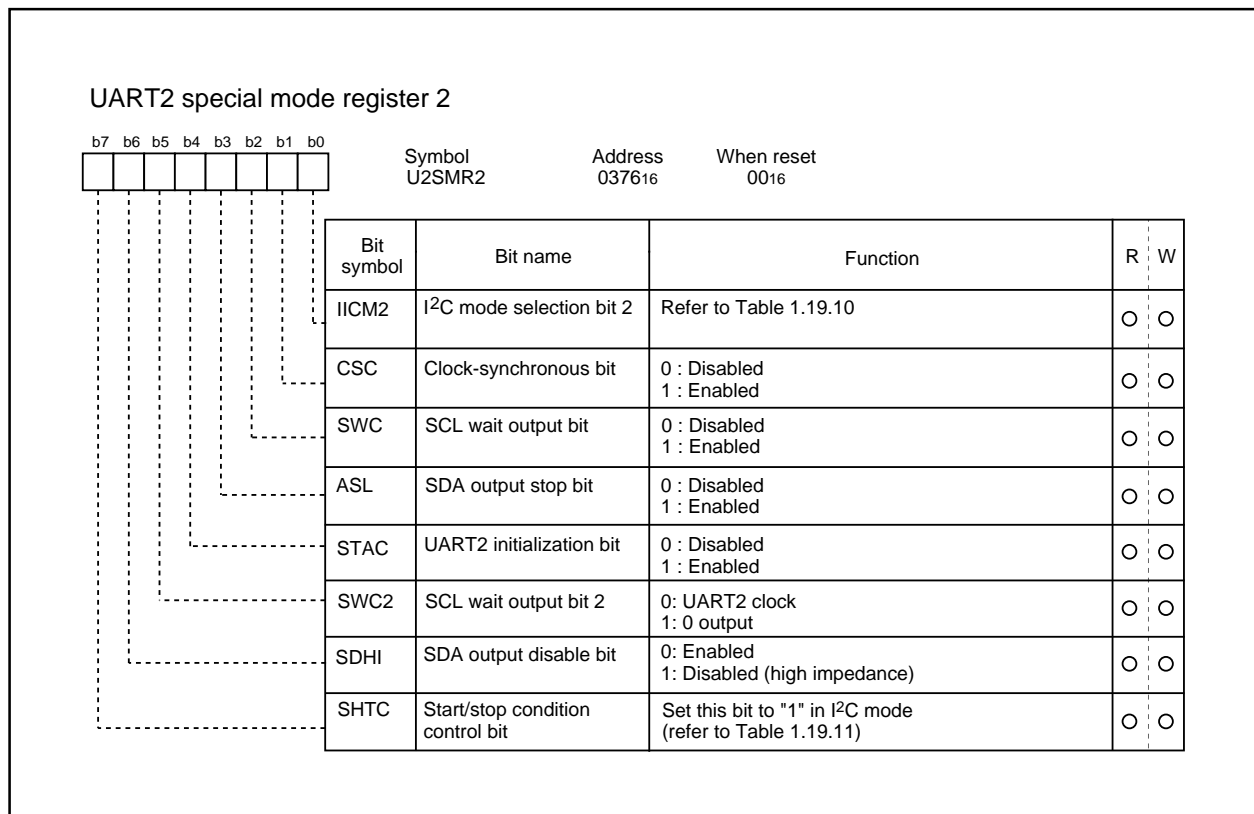 UART2 special mode register 2
b7 b6 b5 b4 b3 b2 b1 b0
Symbol Address When reset
U2SMR2 037616 0016
Bit symbol Bit name Function R W
IICM2 I2C mode selection bit 2 Refer to Table 1.19.10 O O
CSC Clock-synchronous bit 0 : Disabled
1 : Enabled O O
SWC SCL wait output bit 0 : Disabled
1 : Enabled O O
ASL SDA output stop bit 0 : Disabled
1 : Enabled O O
STAC UART2 initialization bit 0 : Disabled
1 : Enabled O O
SWC2 SCL wait output bit 2 0: UART2 clock
1: 0 output O O
SDHI SDA output disable bit 0: Enabled
1: Disabled (high impedance) O O
SHTC Start/stop condition control bit Set this bit to "1" in I2C mode
(refer to Table 1.19.11) O O